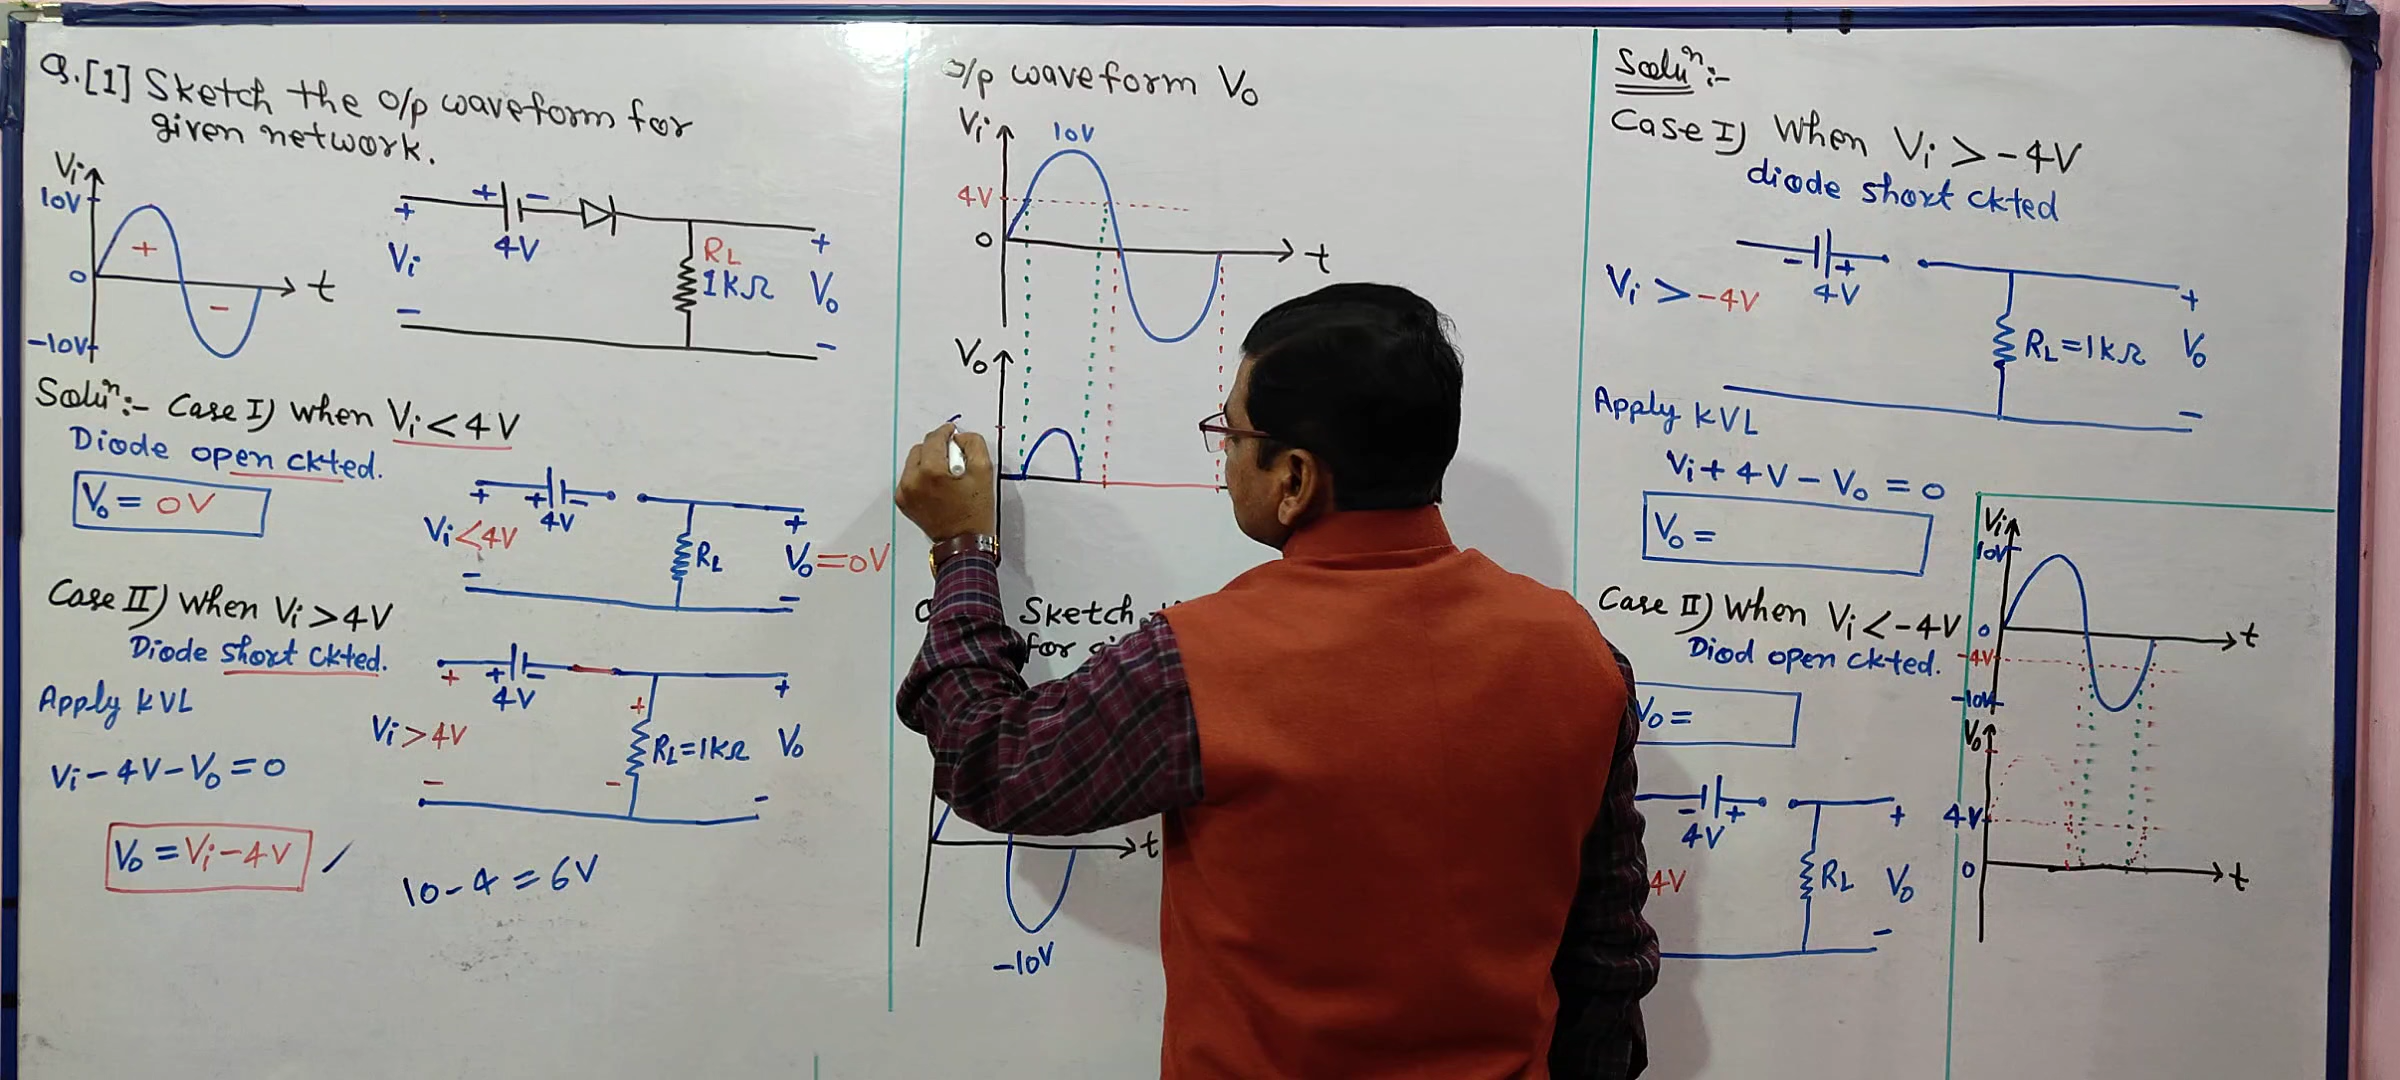 Q.[1] Sketch the o/p waveform for
given network.
Vi
10V
+
0
-
t
-10V
+ -
+
4V
Vi
-
RL
1kΩ
+
Vo
-
Soluⁿ:- Case I) when Vi < 4V
Diode open ckted.
Vo = 0V
+ + -
4V
Vi < 4V
-
RL
+
Vo = 0V
-
Case II) when Vi > 4V
Diode short ckted.
Apply KVL
Vi - 4V - Vo = 0
Vo = Vi - 4V
10 - 4 = 6V
+ +
4V
Vi > 4V
-
+
RL = 1kΩ
-
+
Vo
-
o/p waveform Vo
Vi
10V
4V
0
t
Vo
Sketch
for
t
-10V
Soluⁿ:-
Case I) When Vi > -4V
diode short ckted
- +
4V
Vi > -4V
RL = 1kΩ
+
Vo
-
Apply KVL
Vi + 4V - Vo = 0
Vo =
Case II) When Vi < -4V
Diod open ckted.
Vo =
- +
4V
4V
RL
+
Vo
-
Vi
10V
0
t
-4V
-10V
Vo
4V
0
t